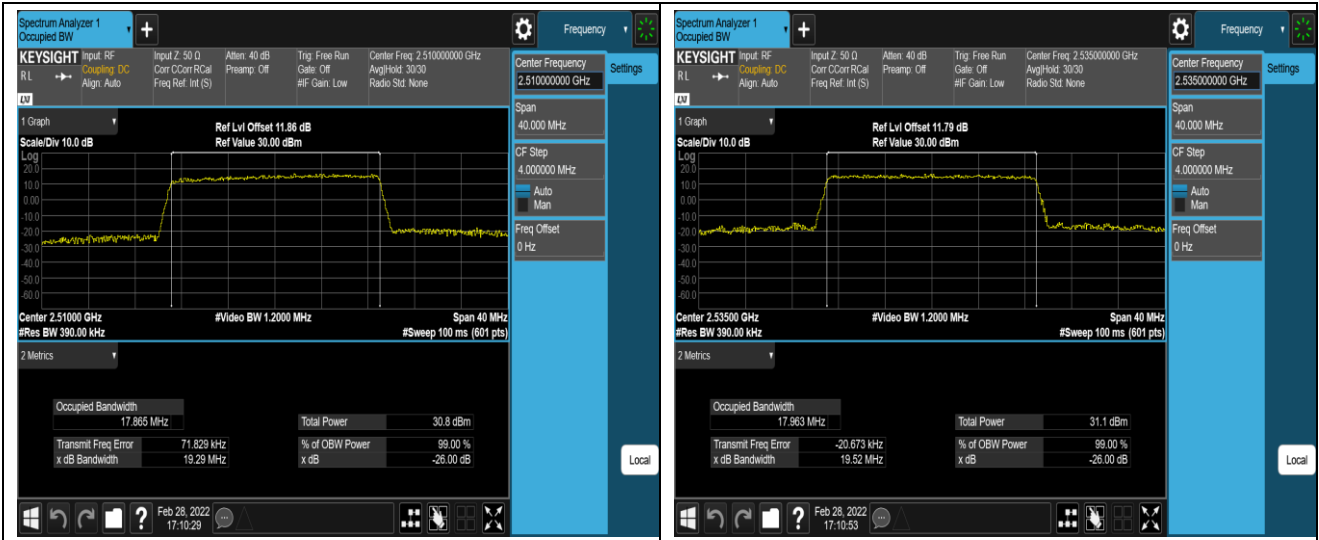 Spectrum Analyzer 1
Occupied BW
+
Frequency
KEYSIGHT
Input: RF
Input Z: 50 Ω
Atten: 40 dB
Trig: Free Run
Center Freq: 2.510000000 GHz
RL
Coupling: DC
Corr CCorr RCal
Preamp: Off
Gate: Off
Avg|Hold: 30/30
Align: Auto
Freq Ref: Int (S)
#IF Gain: Low
Radio Std: None
LXI
Center Frequency
2.510000000 GHz
Settings
Span
40.000 MHz
CF Step
4.000000 MHz
Auto
Man
Freq Offset
0 Hz
1 Graph
Ref Lvl Offset 11.86 dB
Scale/Div 10.0 dB
Ref Value 30.00 dBm
Log
20.0
10.0
0.00
-10.0
-20.0
-30.0
-40.0
-50.0
-60.0
Center 2.51000 GHz
#Video BW 1.2000 MHz
Span 40 MHz
#Res BW 390.00 kHz
#Sweep 100 ms (601 pts)
2 Metrics
Occupied Bandwidth
17.865 MHz
Total Power 30.8 dBm
Transmit Freq Error 71.829 kHz
% of OBW Power 99.00 %
x dB Bandwidth 19.29 MHz
x dB -26.00 dB
Local
?
Feb 28, 2022
17:10:29
Spectrum Analyzer 1
Occupied BW
+
Frequency
KEYSIGHT
Input: RF
Input Z: 50 Ω
Atten: 40 dB
Trig: Free Run
Center Freq: 2.535000000 GHz
RL
Coupling: DC
Corr CCorr RCal
Preamp: Off
Gate: Off
Avg|Hold: 30/30
Align: Auto
Freq Ref: Int (S)
#IF Gain: Low
Radio Std: None
LXI
Center Frequency
2.535000000 GHz
Settings
Span
40.000 MHz
CF Step
4.000000 MHz
Auto
Man
Freq Offset
0 Hz
1 Graph
Ref Lvl Offset 11.79 dB
Scale/Div 10.0 dB
Ref Value 30.00 dBm
Log
20.0
10.0
0.00
-10.0
-20.0
-30.0
-40.0
-50.0
-60.0
Center 2.53500 GHz
#Video BW 1.2000 MHz
Span 40 MHz
#Res BW 390.00 kHz
#Sweep 100 ms (601 pts)
2 Metrics
Occupied Bandwidth
17.963 MHz
Total Power 31.1 dBm
Transmit Freq Error -20.673 kHz
% of OBW Power 99.00 %
x dB Bandwidth 19.52 MHz
x dB -26.00 dB
Local
?
Feb 28, 2022
17:10:53